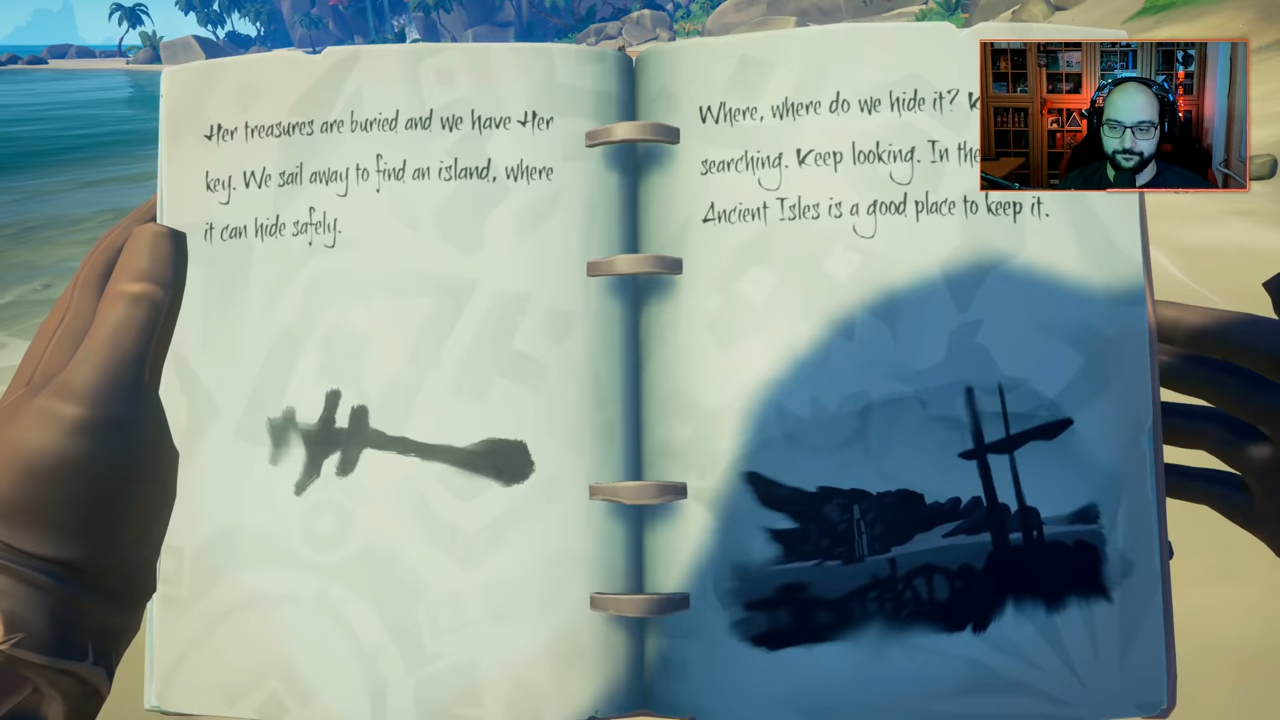 Her treasures are buried and we have Her
key. We sail away to find an island, where
it can hide safely.
Where, where do we hide it?
searching. Keep looking. In the
Ancient Isles is a good place to keep it.